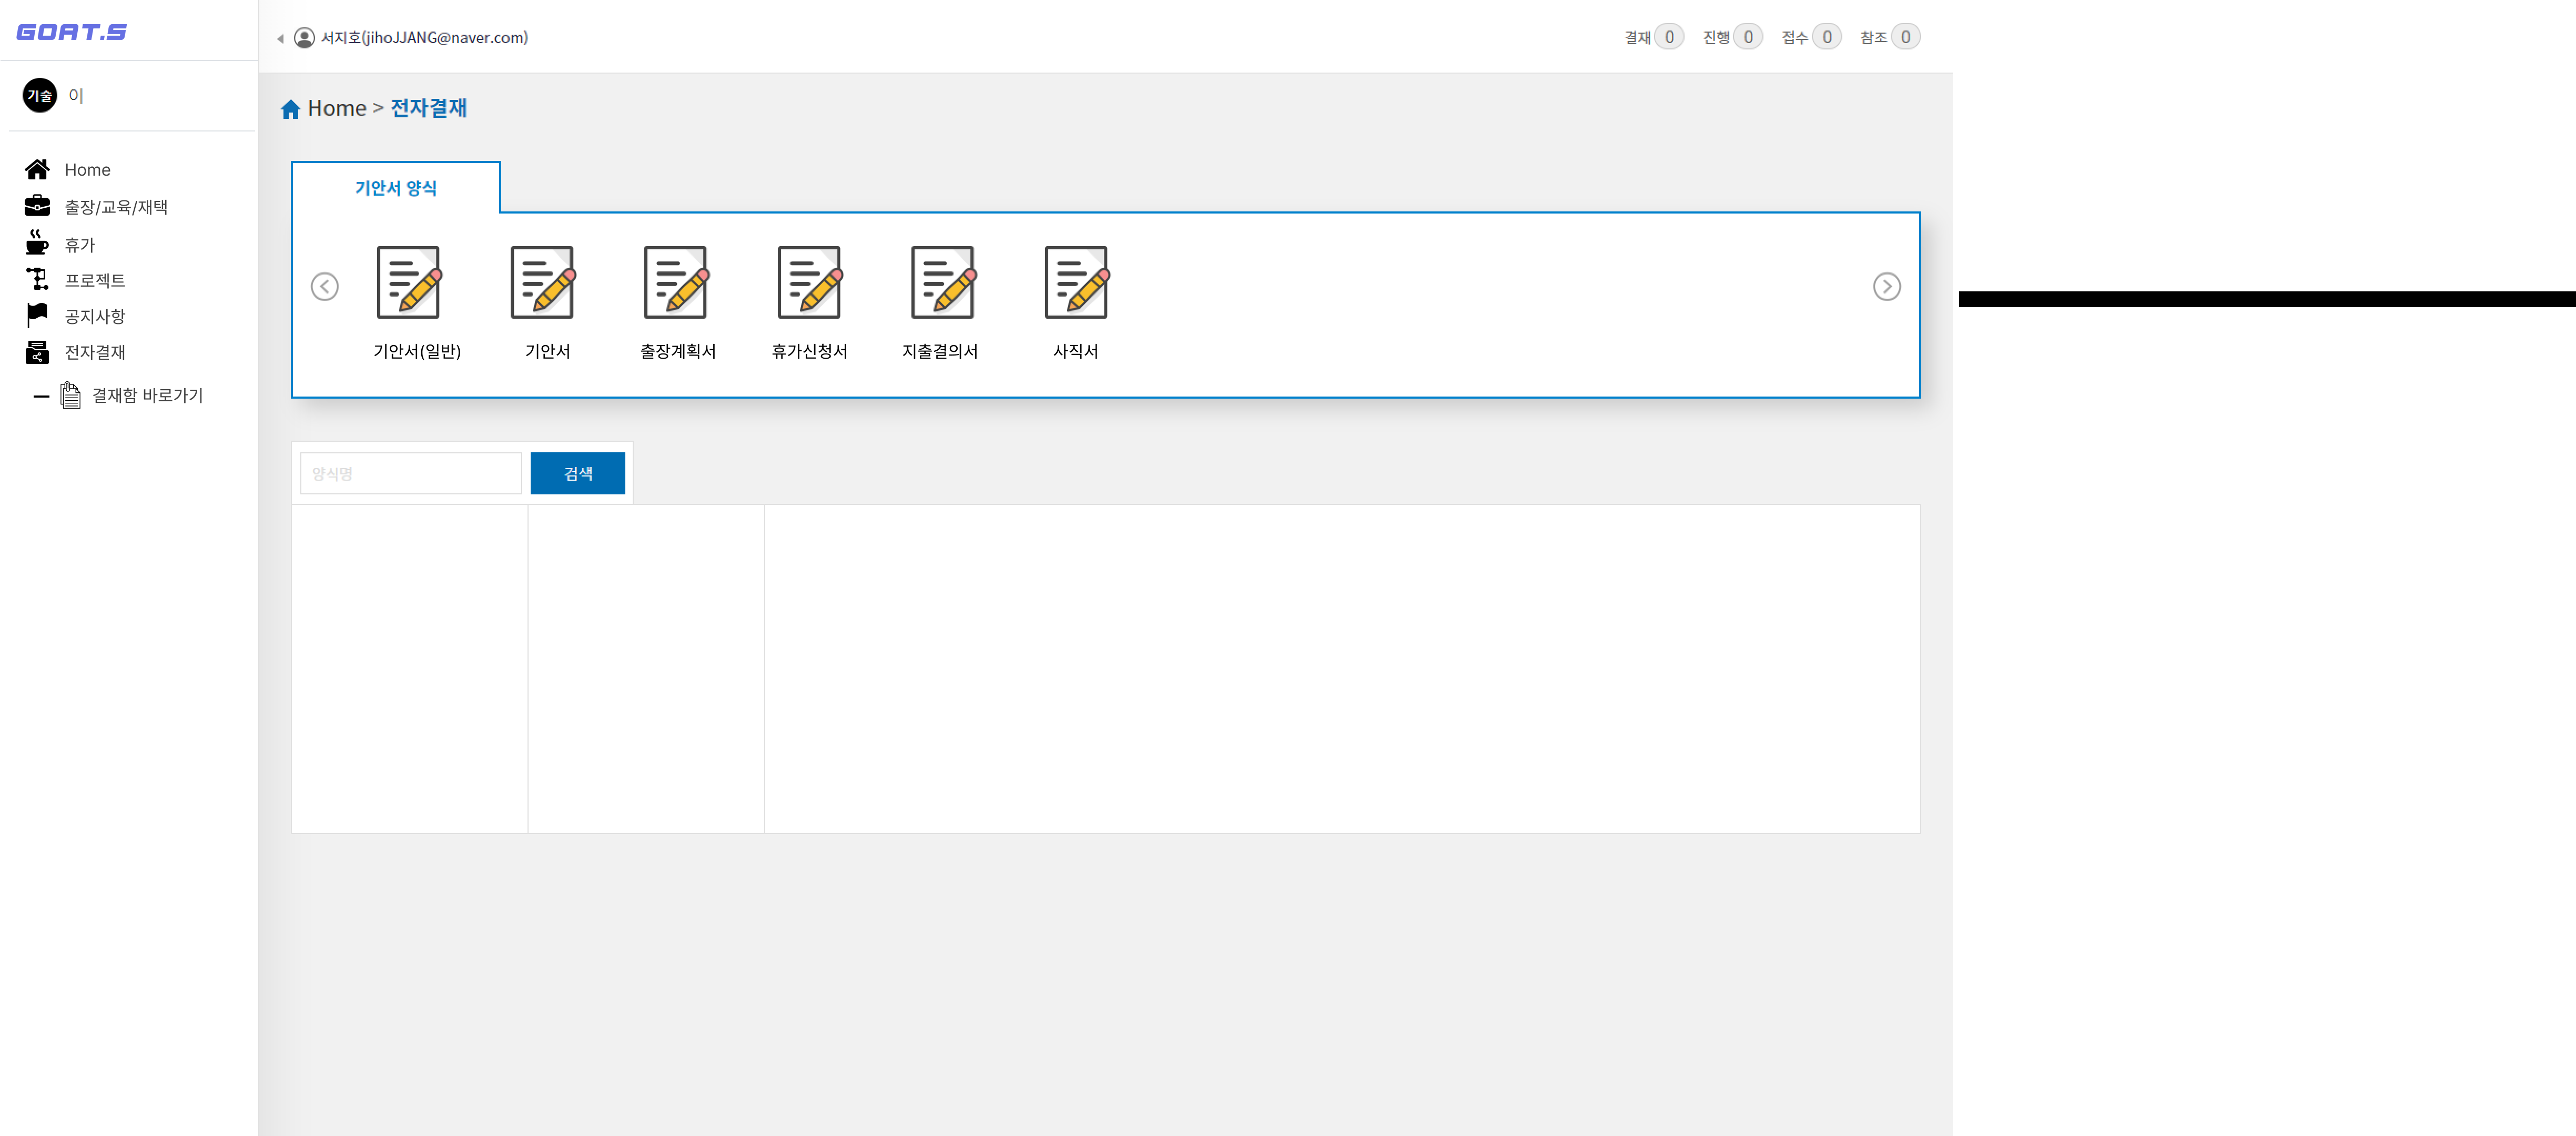 GOAT.S
서지호(jihoJJANG@naver.com)
결재 0 진행 0 접수 0 참조 0
기술 이
Home > 전자결재
Home
출장/교육/재택
휴가
프로젝트
공지사항
전자결재
결재함 바로가기
기안서 양식
기안서(일반) 기안서 출장계획서 휴가신청서 지출결의서 사직서
양식명 검색